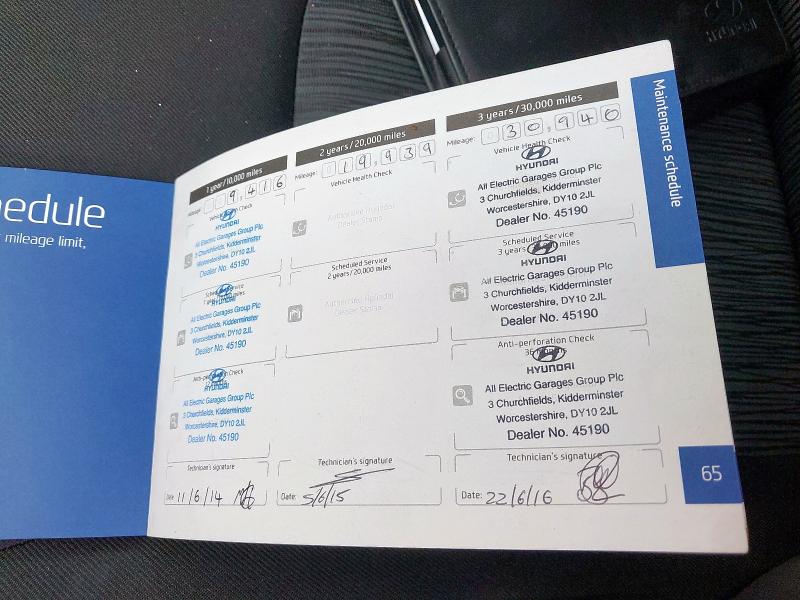 HYUNDAI
hedule
mileage limit,
1 year/10,000 miles
Mileage: 9,416
HYUNDAI
All Electric Garages Group Plc
3 Churchfields, Kidderminster
Worcestershire, DY10 2JL
Dealer No. 45190
HYUNDAI
All Electric Garages Group Plc
3 Churchfields, Kidderminster
Worcestershire, DY10 2JL
Dealer No. 45190
Check
HYUNDAI
All Electric Garages Group Plc
3 Churchfields, Kidderminster
Worcestershire, DY10 2JL
Dealer No. 45190
Technician's signature
Date: 11/6/14
2 years/20,000 miles
Mileage: 019,939
Vehicle Health Check
Authorised Hyundai
Dealer Stamp
Scheduled Service
2 years/20,000 miles
Authorised Hyundai
Dealer Stamp
Technician's signature
Date: 5/6/15
3 years/30,000 miles
Mileage: 030,940
Vehicle Health Check
HYUNDAI
All Electric Garages Group Plc
3 Churchfields, Kidderminster
Worcestershire, DY10 2JL
Dealer No. 45190
Scheduled Service
3 years miles
HYUNDAI
All Electric Garages Group Plc
3 Churchfields, Kidderminster
Worcestershire, DY10 2JL
Dealer No. 45190
Anti-perforation Check
HYUNDAI
All Electric Garages Group Plc
3 Churchfields, Kidderminster
Worcestershire, DY10 2JL
Dealer No. 45190
Technician's signature
Date: 22/6/16
Maintenance schedule
65